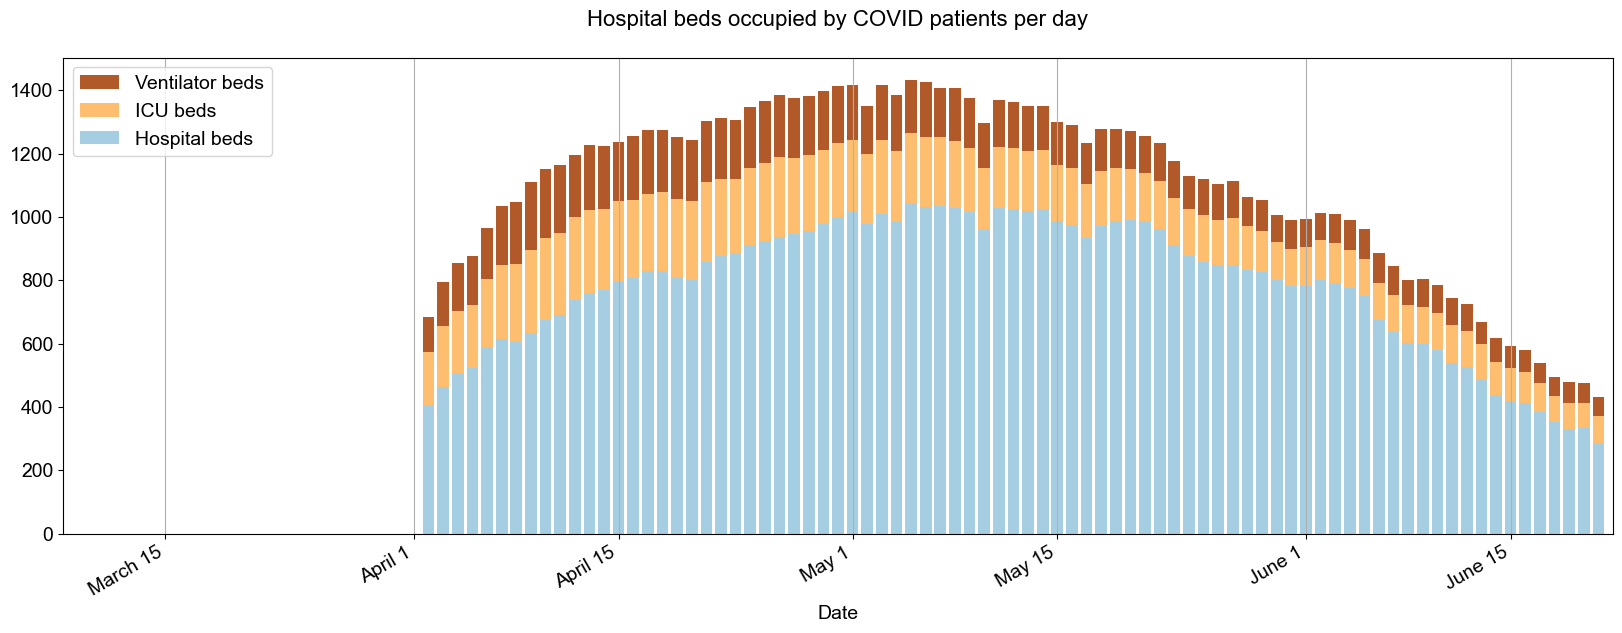 Hospital beds occupied by COVID patients per day
Ventilator beds
ICU beds
Hospital beds
1400
1200
1000
800
600
400
200
0
March 15
April 1
April 15
May 1
May 15
June 1
June 15
Date